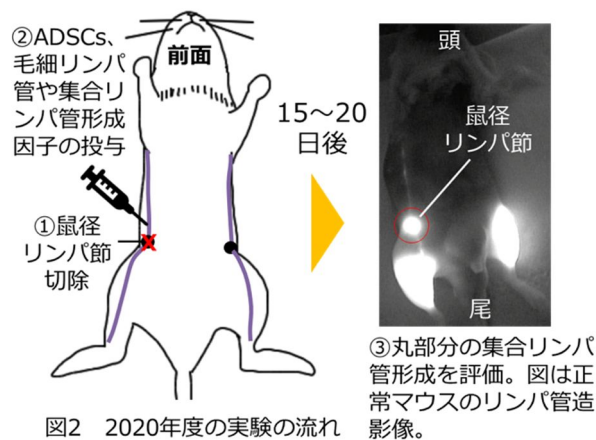 ②ADSCs、
毛細リンパ
管や集合リ
ンパ管形成
因子の投与
前面
①鼠径
リンパ節
切除
15～20
日後
頭
鼠径
リンパ節
尾
③丸部分の集合リンパ
管形成を評価。図は正
常マウスのリンパ管造
影像。
図2　2020年度の実験の流れ